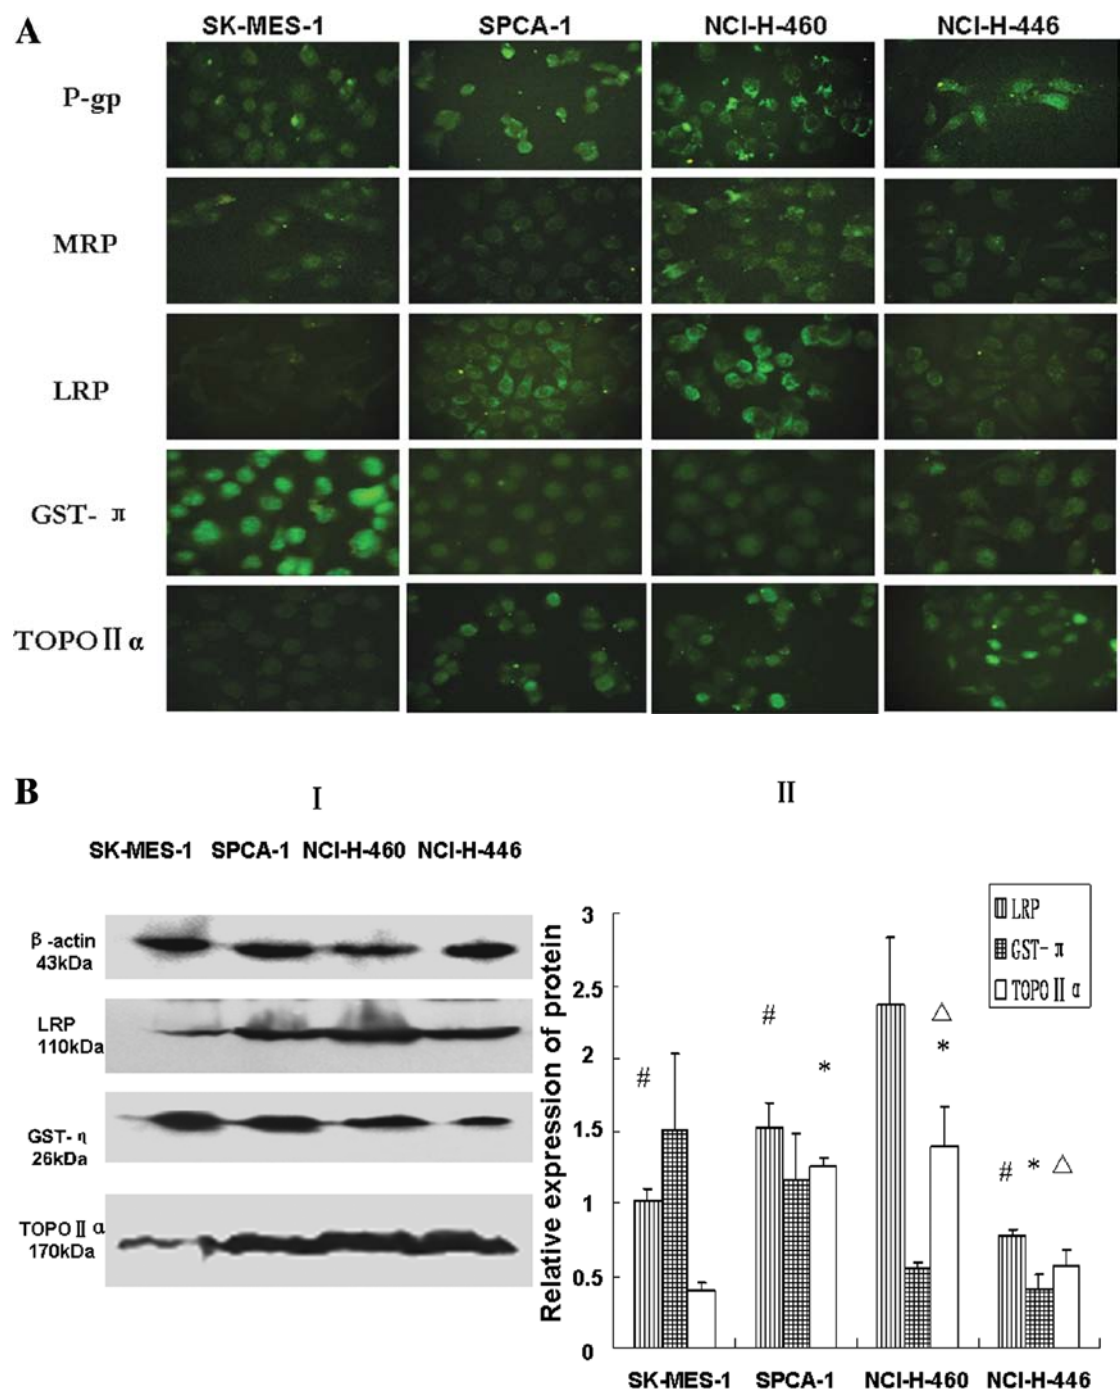 A
SK-MES-1 SPCA-1 NCI-H-460 NCI-H-446
P-gp
MRP
LRP
GST- π
TOPO Ⅱ α
B
Ⅰ
SK-MES-1 SPCA-1 NCI-H-460 NCI-H-446
β-actin
43kDa
LRP
110kDa
GST- η
26kDa
TOPO Ⅱ α
170kDa
Ⅱ
LRP
GST- π
TOPO Ⅱ α
Relative expression of protein
3
2.5
2
1.5
1
0.5
0
#
# *
△
*
# * △
SK-MES-1 SPCA-1 NCI-H-460 NCI-H-446